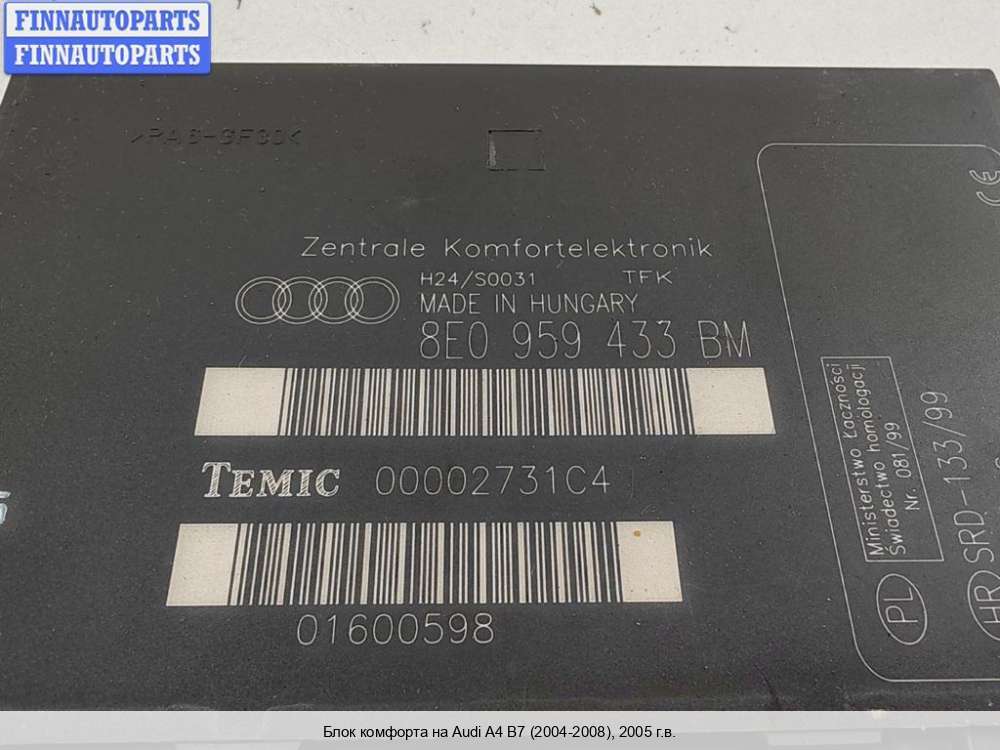 FINNAUTOPARTS
FINNAUTOPARTS
>PA6-GF30<
Zentrale Komfortelektronik
H24/S0031 TFK
MADE IN HUNGARY
8E0 959 433 BM
TEMIC 00002731C4
01600598
CE
Ministerstwo Łączności
Świadectwo homologacji
Nr. 081/99
PL
SRD-133/99
HR
Блок комфорта на Audi A4 B7 (2004-2008), 2005 г.в.